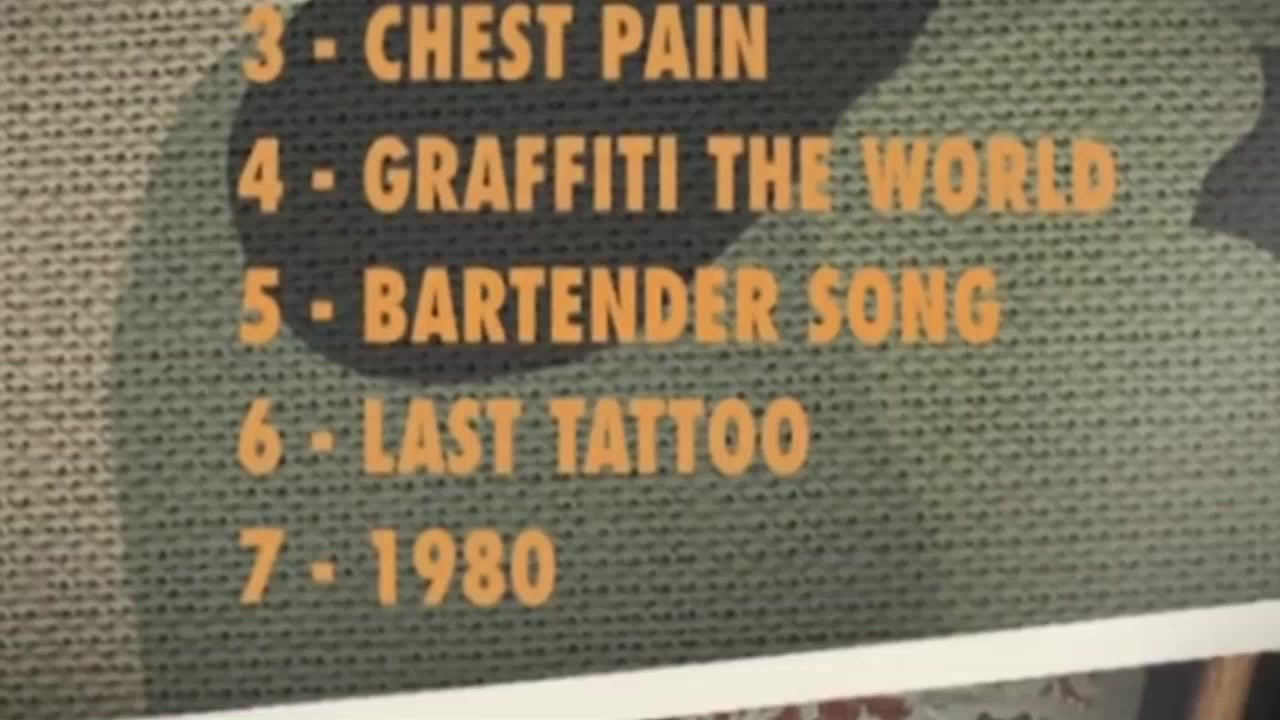 3 - CHEST PAIN
4 - GRAFFITI THE WORLD
5 - BARTENDER SONG
6 - LAST TATTOO
7 - 1980